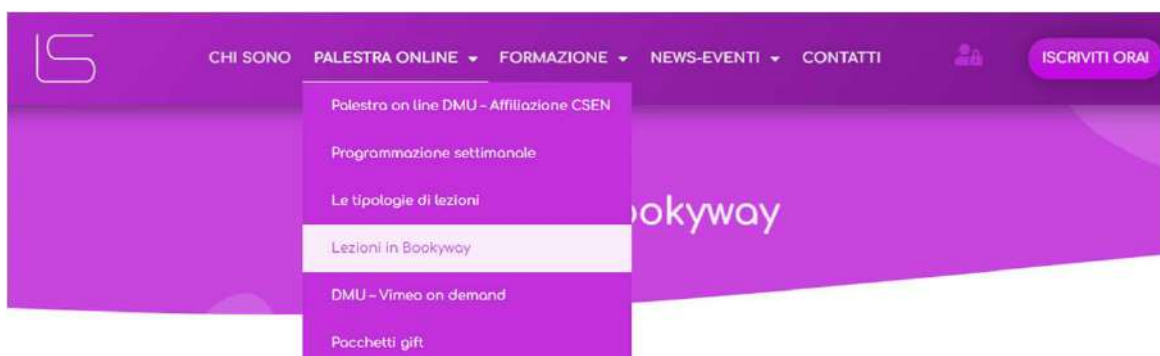 LS
CHI SONO PALESTRA ONLINE FORMAZIONE NEWS-EVENTI CONTATTI ISCRIVITI ORA!
Palestra on line DMU – Affiliazione CSEN
Programmazione settimanale
Le tipologie di lezioni
ookyway
Lezioni in Bookyway
DMU – Vimeo on demand
Pacchetti gift